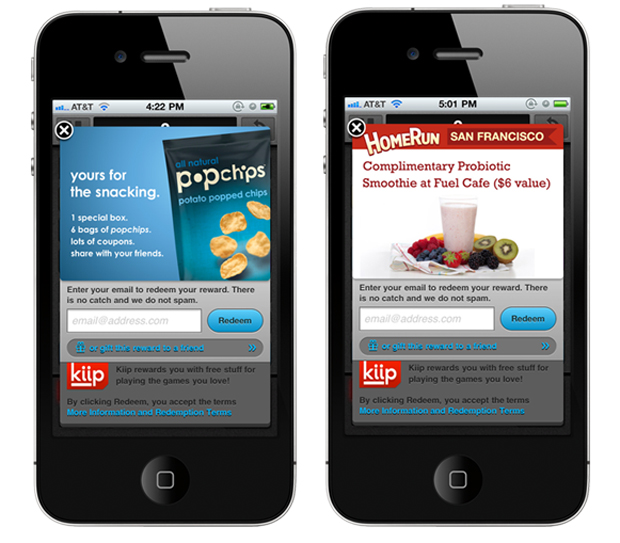 AT&T 4:22 PM
all natural
popchips
potato popped chips
yours for
the snacking.
1 special box.
6 bags of popchips.
lots of coupons.
share with your friends.
Enter your email to redeem your reward. There
is no catch and we do not spam.
email@address.com Redeem
or gift this reward to a friend »
kiip
Kiip rewards you with free stuff for
playing the games you love!
By clicking Redeem, you accept the terms
More Information and Redemption Terms
AT&T 5:01 PM
HOMERUN SAN FRANCISCO
Complimentary Probiotic
Smoothie at Fuel Cafe ($6 value)
Enter your email to redeem your reward. There
is no catch and we do not spam.
email@address.com Redeem
or gift this reward to a friend »
kiip
Kiip rewards you with free stuff for
playing the games you love!
By clicking Redeem, you accept the terms
More Information and Redemption Terms